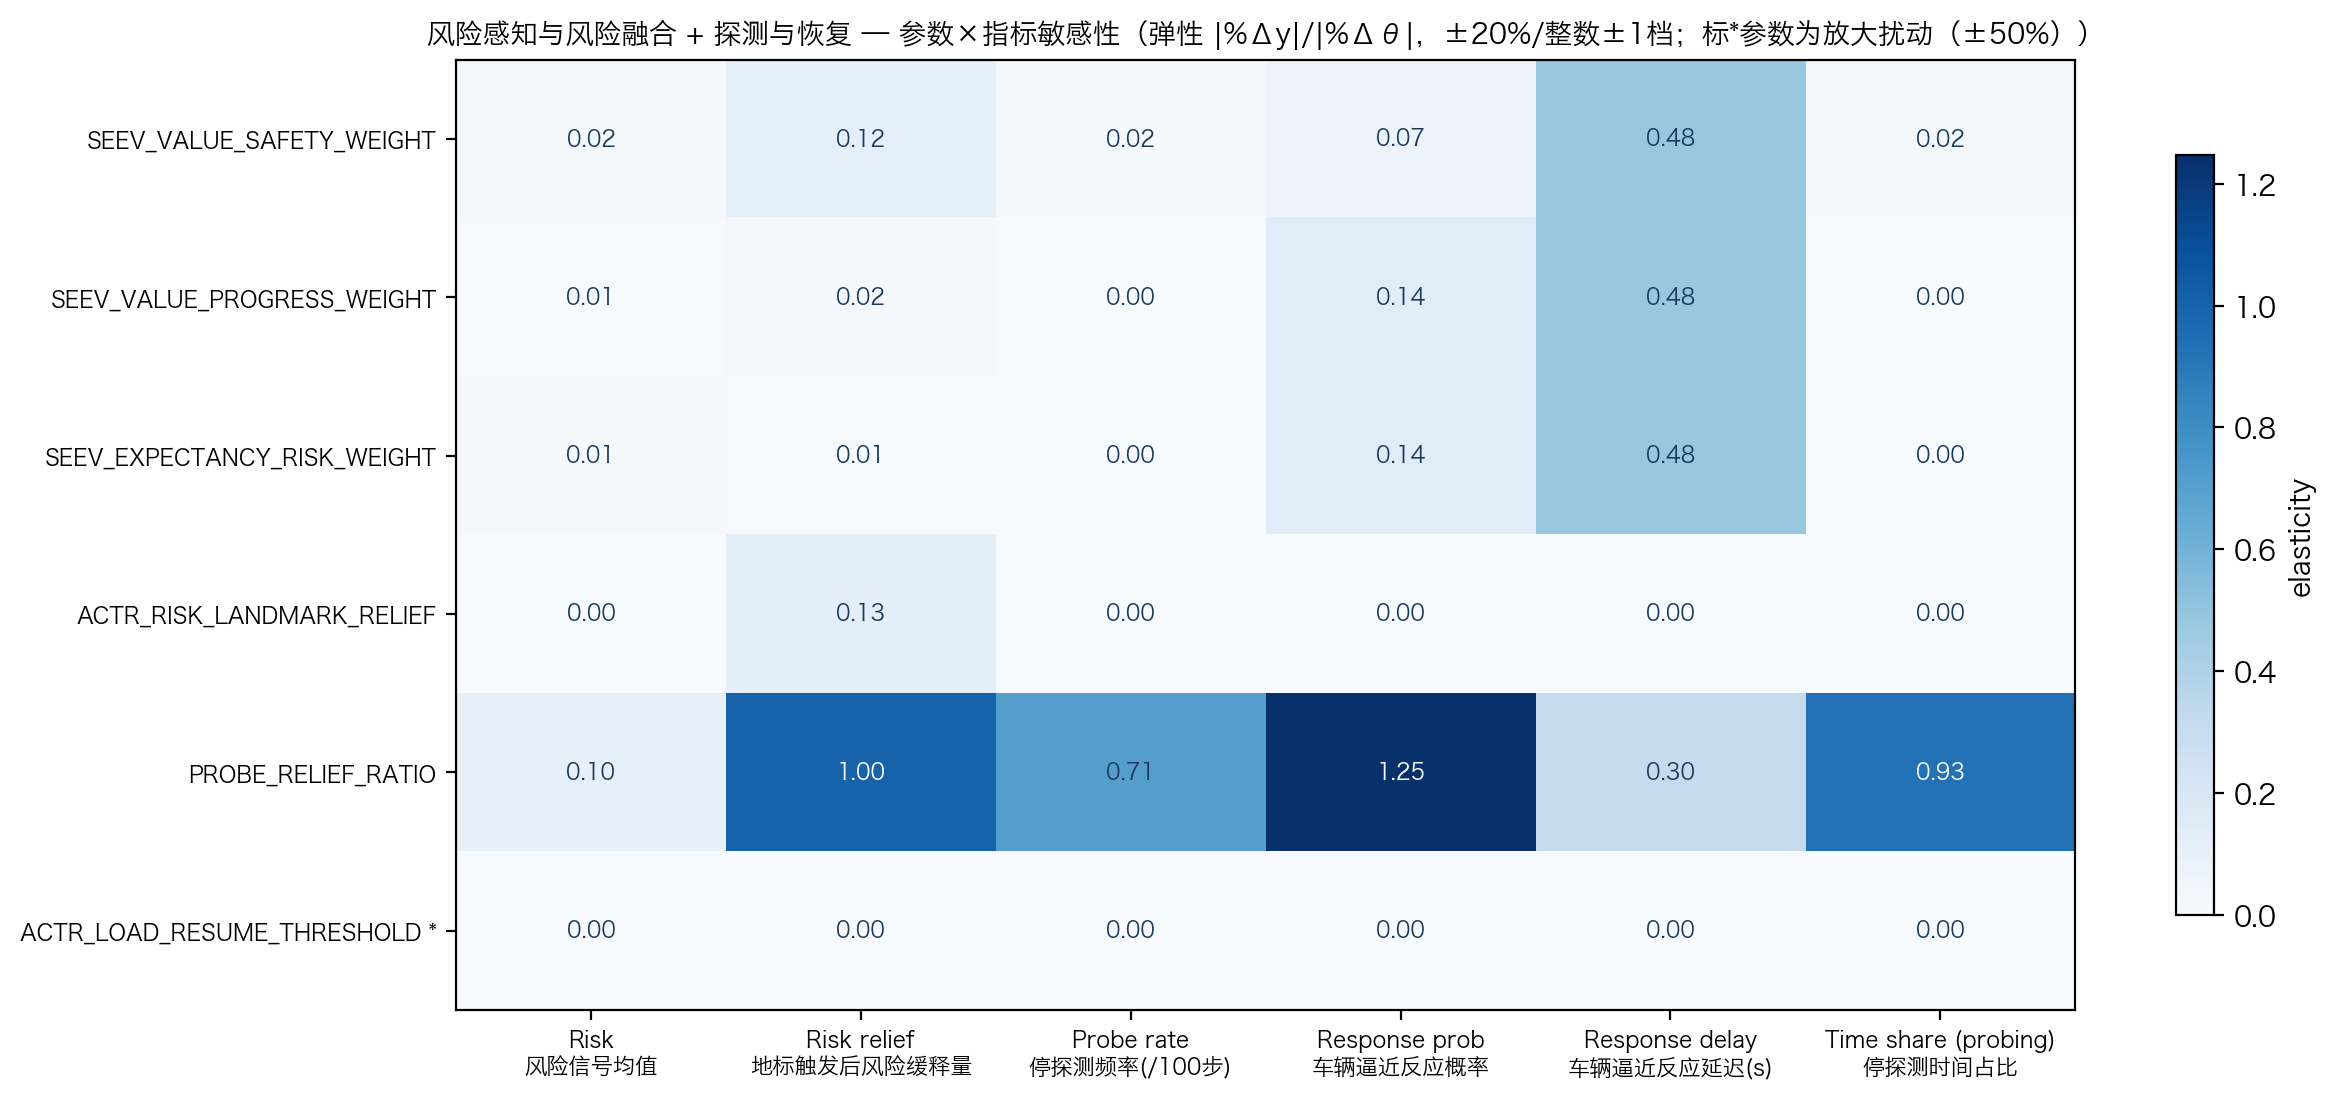 风险感知与风险融合 + 探测与恢复 — 参数×指标敏感性（弹性 |%Δy|/|%Δθ|，±20%/整数±1档；标*参数为放大扰动（±50%））
SEEV_VALUE_SAFETY_WEIGHT
0.02
0.12
0.02
0.07
0.48
0.02
SEEV_VALUE_PROGRESS_WEIGHT
0.01
0.02
0.00
0.14
0.48
0.00
SEEV_EXPECTANCY_RISK_WEIGHT
0.01
0.01
0.00
0.14
0.48
0.00
ACTR_RISK_LANDMARK_RELIEF
0.00
0.13
0.00
0.00
0.00
0.00
PROBE_RELIEF_RATIO
0.10
1.00
0.71
1.25
0.30
0.93
ACTR_LOAD_RESUME_THRESHOLD *
0.00
0.00
0.00
0.00
0.00
0.00
Risk
风险信号均值
Risk relief
地标触发后风险缓释量
Probe rate
停探测频率(/100步)
Response prob
车辆逼近反应概率
Response delay
车辆逼近反应延迟(s)
Time share (probing)
停探测时间占比
1.2
1.0
0.8
0.6
0.4
0.2
0.0
elasticity